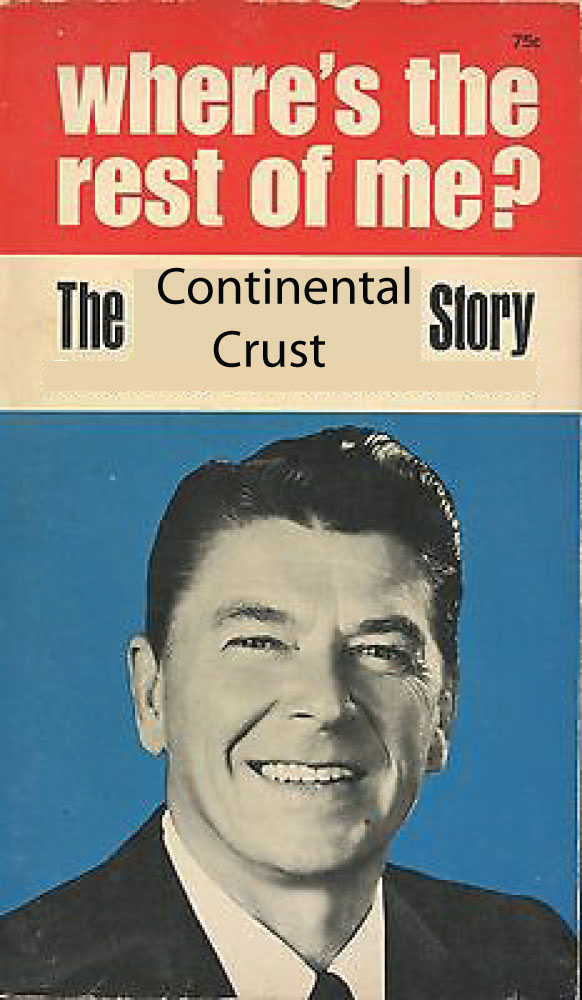 75¢
where's the
rest of me?
The Continental Crust Story